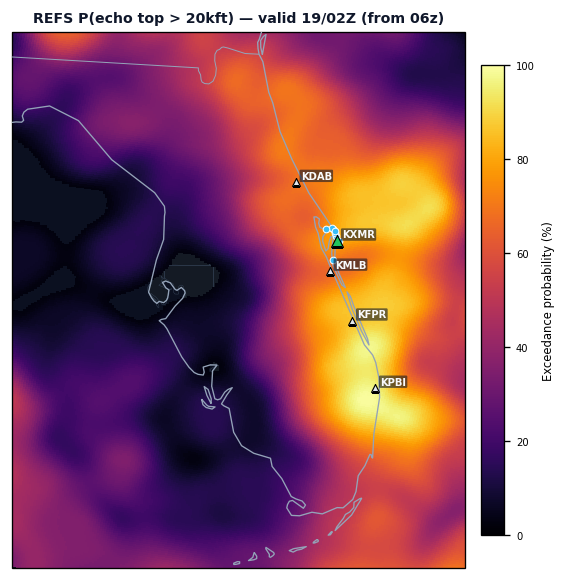 REFS P(echo top > 20kft) — valid 19/02Z (from 06z)
KDAB
KXMR
KMLB
KFPR
KPBI
100
80
60
40
20
0
Exceedance probability (%)